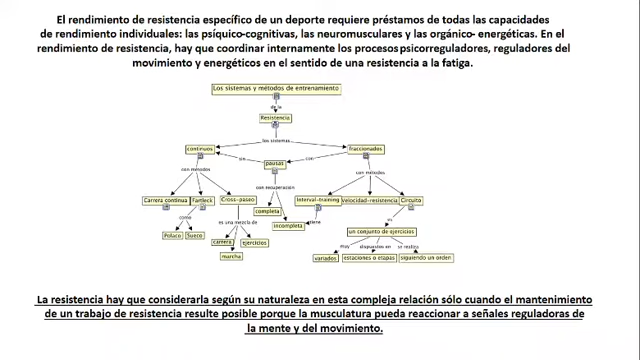 El rendimiento de resistencia específico de un deporte requiere préstamos de todas las capacidades
de rendimiento individuales: las psíquico-cognitivas, las neuromusculares y las orgánico- energéticas. En el
rendimiento de resistencia, hay que coordinar internamente los procesos psicorreguladores, reguladores del
movimiento y energéticos en el sentido de una resistencia a la fatiga.
Los sistemas y métodos de entrenamiento
de la
Resistencia
los sistemas
continuos
fraccionados
sin
pausas
con
con métodos
con recuperación
con métodos
Carrera continua
Fartleck
Cross-paseo
completa
incompleta
Interval-training
velocidad-resistencia
Circuito
como
Polaco
Sueco
es una mezcla de
carrera
ejercicios
marcha
tiene
es
un conjunto de ejercicios
muy
dispuestos en
se realiza
variados
estaciones o etapas
siguiendo un orden
La resistencia hay que considerarla según su naturaleza en esta compleja relación sólo cuando el mantenimiento
de un trabajo de resistencia resulte posible porque la musculatura pueda reaccionar a señales reguladoras de
la mente y del movimiento.